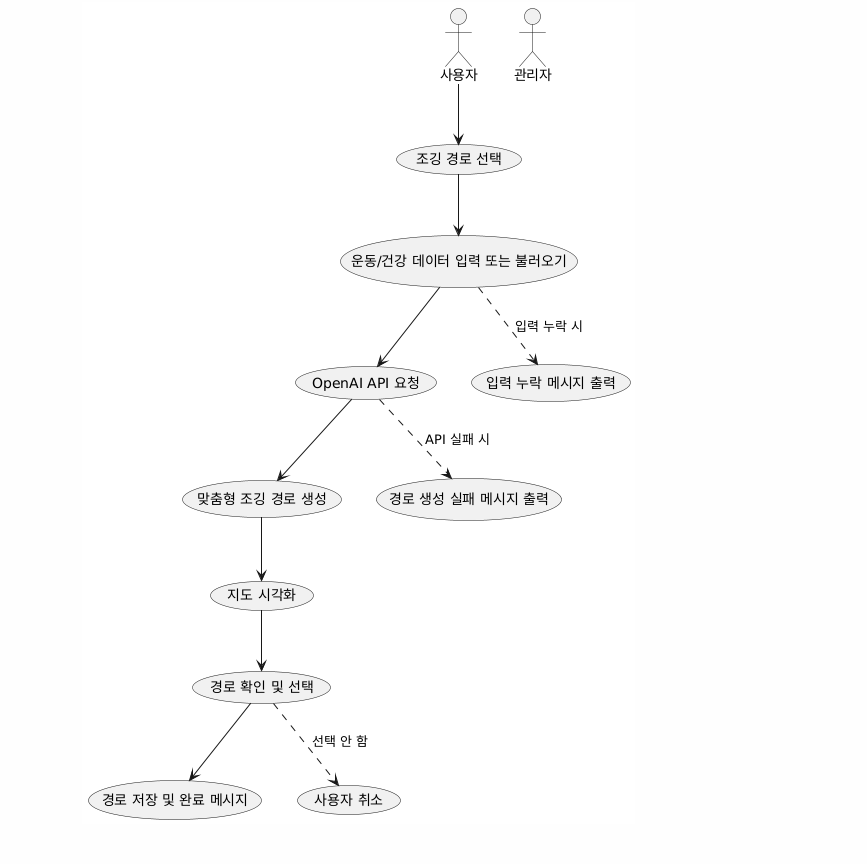 사용자
관리자
조깅 경로 선택
운동/건강 데이터 입력 또는 불러오기
입력 누락 시
OpenAI API 요청
입력 누락 메시지 출력
API 실패 시
맞춤형 조깅 경로 생성
경로 생성 실패 메시지 출력
지도 시각화
경로 확인 및 선택
선택 안 함
경로 저장 및 완료 메시지
사용자 취소